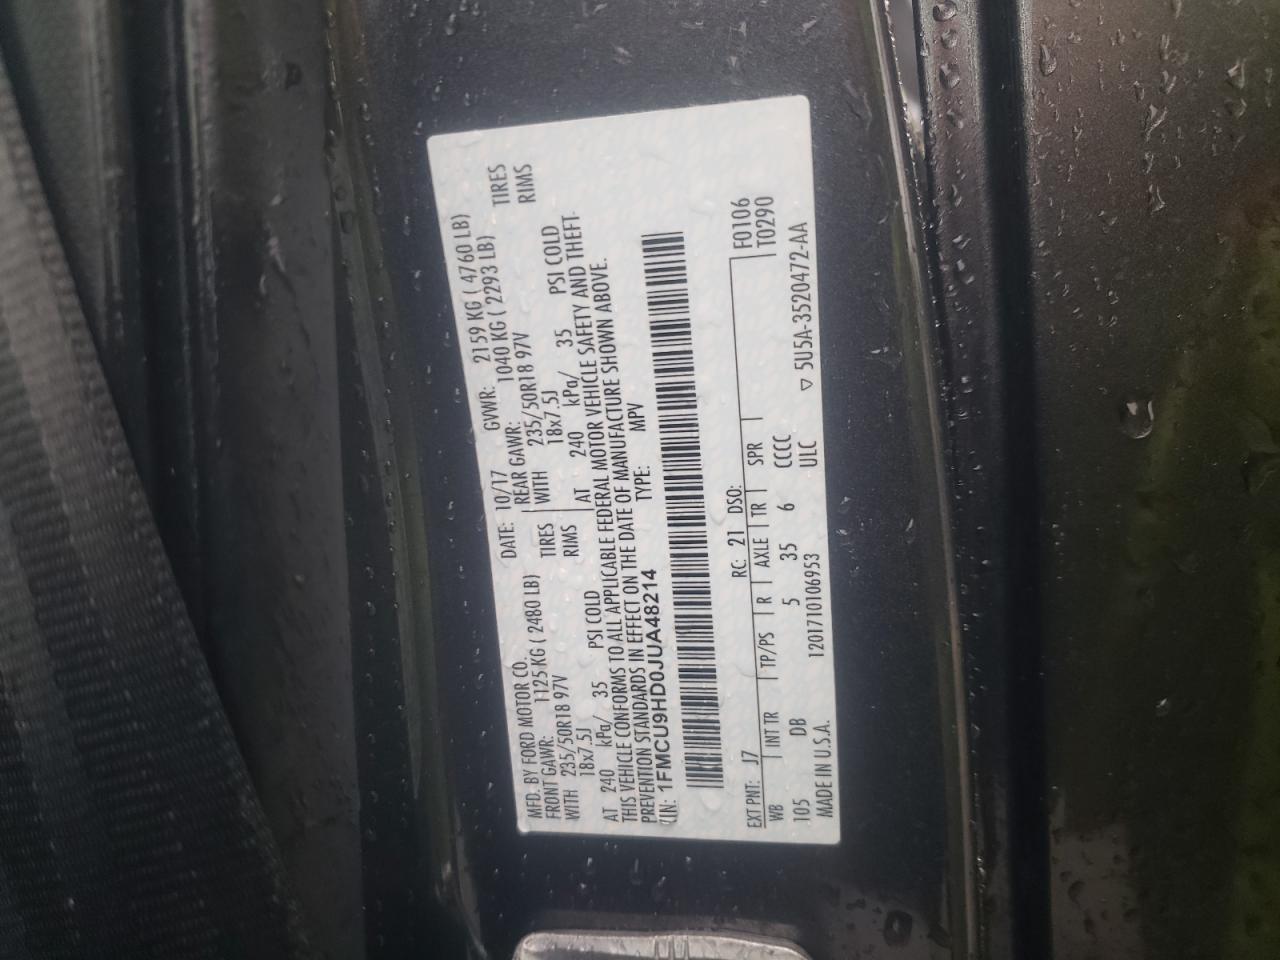 MFD. BY FORD MOTOR CO. DATE: 10/17 GVWR: 2159 KG ( 4760 LB)
FRONT GAWR: 1125 KG ( 2480 LB) REAR GAWR: 1040 KG ( 2293 LB)
WITH 235/50R18 97V TIRES WITH 235/50R18 97V TIRES
18x7.5J RIMS 18x7.5J RIMS
AT 240 kPa/ 35 PSI COLD AT 240 kPa/ 35 PSI COLD
THIS VEHICLE CONFORMS TO ALL APPLICABLE FEDERAL MOTOR VEHICLE SAFETY AND THEFT
PREVENTION STANDARDS IN EFFECT ON THE DATE OF MANUFACTURE SHOWN ABOVE.
VIN: 1FMCU9HD0JUA48214 TYPE: MPV
EXT PNT: J7 RC: 21 DSO: F0106
WB INT TR TP/PS R AXLE TR SPR T0290
105 DB 5 35 6 CCCC
MADE IN U.S.A. 1201710106953 ULC ▽ 5U5A-3520472-AA